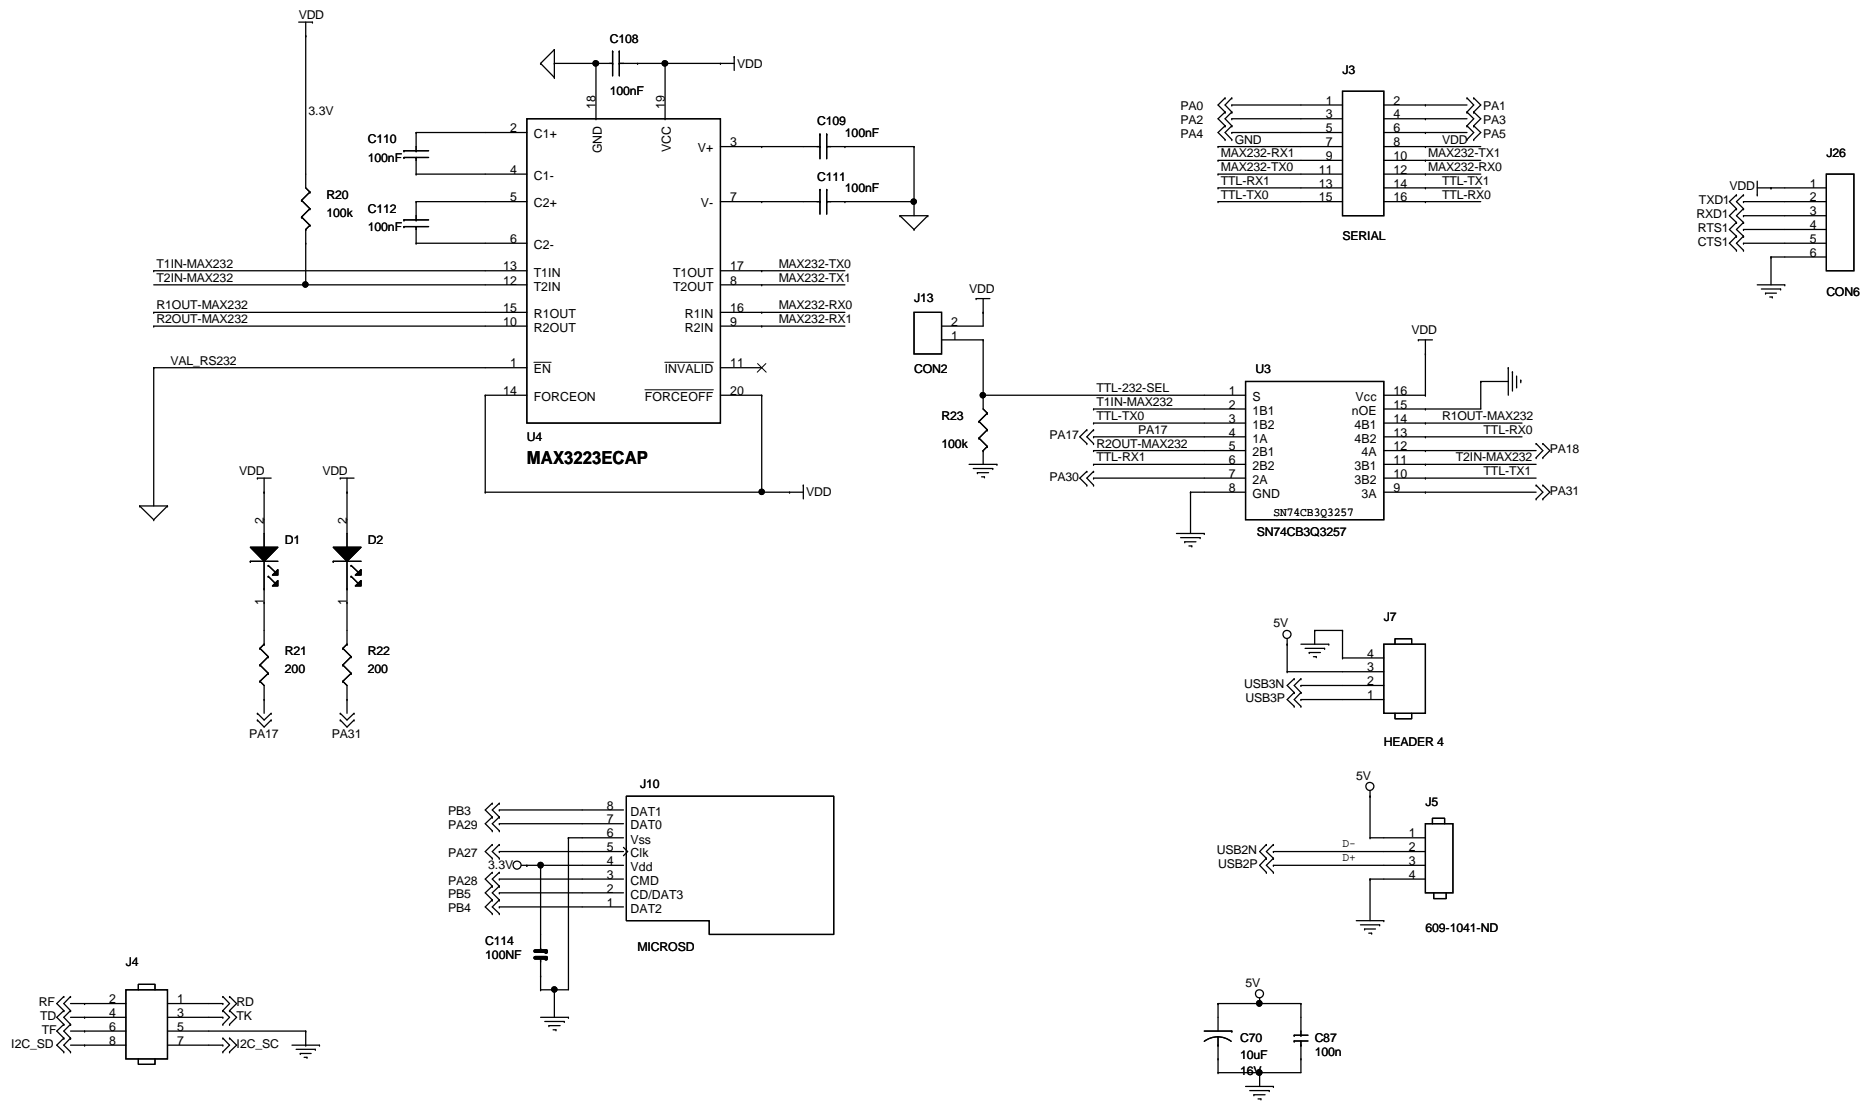 VDD
3.3V
R20
100k
C108
100nF
VDD
18
19
GND
VCC
C110
100nF
2
C1+
4
C1-
C112
100nF
5
C2+
6
C2-
3
V+
C109
100nF
7
V-
C111
100nF
T1IN-MAX232
13
T1IN
T2IN-MAX232
12
T2IN
R1OUT-MAX232
15
R1OUT
R2OUT-MAX232
10
R2OUT
VAL_RS232
1
EN
14
FORCEON
T1OUT
17
MAX232-TX0
T2OUT
8
MAX232-TX1
R1IN
16
MAX232-RX0
R2IN
9
MAX232-RX1
INVALID
11
FORCEOFF
20
U4
MAX3223ECAP
VDD
J3
PA0
1
2
PA1
PA2
3
4
PA3
PA4
5
6
PA5
GND
7
8
VDD
MAX232-RX1
9
10
MAX232-TX1
MAX232-TX0
11
12
MAX232-RX0
TTL-RX1
13
14
TTL-TX1
TTL-TX0
15
16
TTL-RX0
SERIAL
J26
VDD
1
TXD1
2
RXD1
3
RTS1
4
CTS1
5
6
CON6
J13
VDD
2
1
CON2
R23
100k
VDD
U3
TTL-232-SEL
1
S
T1IN-MAX232
2
1B1
TTL-TX0
3
1B2
PA17
PA17
4
1A
R2OUT-MAX232
5
2B1
TTL-RX1
6
2B2
PA30
7
2A
8
GND
Vcc
16
nOE
15
4B1
14
R1OUT-MAX232
4B2
13
TTL-RX0
4A
12
PA18
3B1
11
T2IN-MAX232
3B2
10
TTL-TX1
3A
9
PA31
SN74CB3Q3257
SN74CB3Q3257
VDD
VDD
2
2
D1
D2
1
1
R21
200
R22
200
PA17
PA31
5V
J7
4
3
USB3N
2
USB3P
1
HEADER 4
J10
PB3
8
DAT1
PA29
7
DAT0
6
Vss
PA27
5
Clk
3.3V
4
Vdd
PA28
3
CMD
PB5
2
CD/DAT3
PB4
1
DAT2
C114
100NF
MICROSD
5V
J5
1
USB2N
D-
2
USB2P
D+
3
4
609-1041-ND
J4
RF
2
1
RD
TD
4
3
TK
TF
6
5
I2C_SD
8
7
I2C_SC
5V
C70
10uF
16V
C87
100n